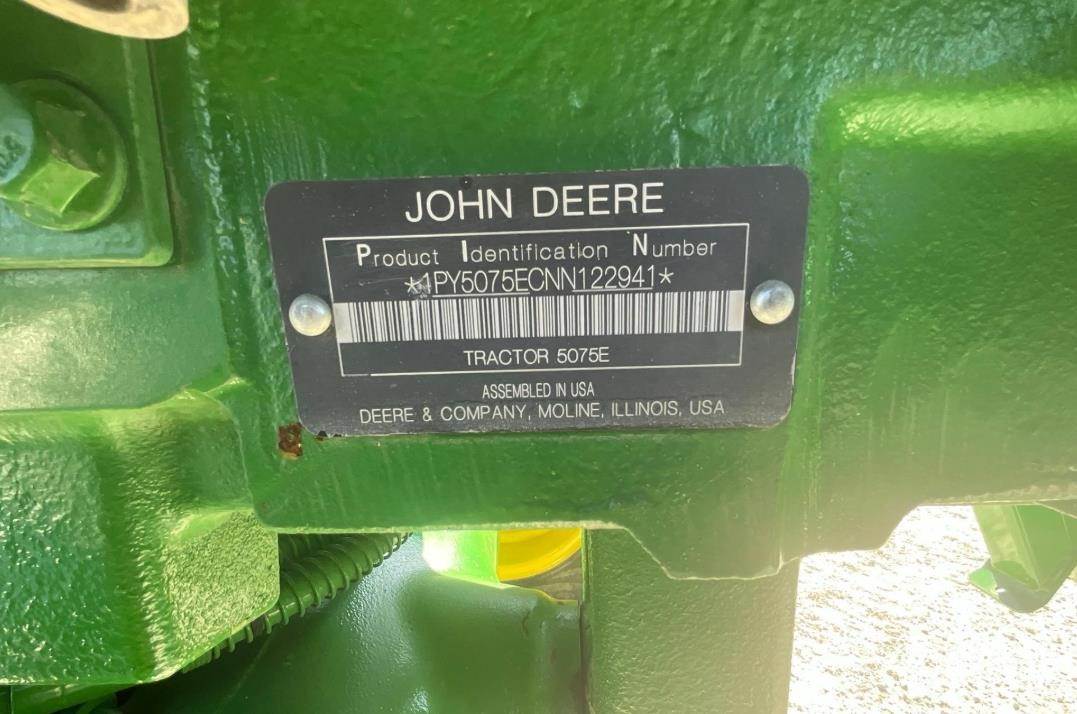 JOHN DEERE
Product Identification Number
*1PY5075ECNN122941*
TRACTOR 5075E
ASSEMBLED IN USA
DEERE & COMPANY, MOLINE, ILLINOIS, USA